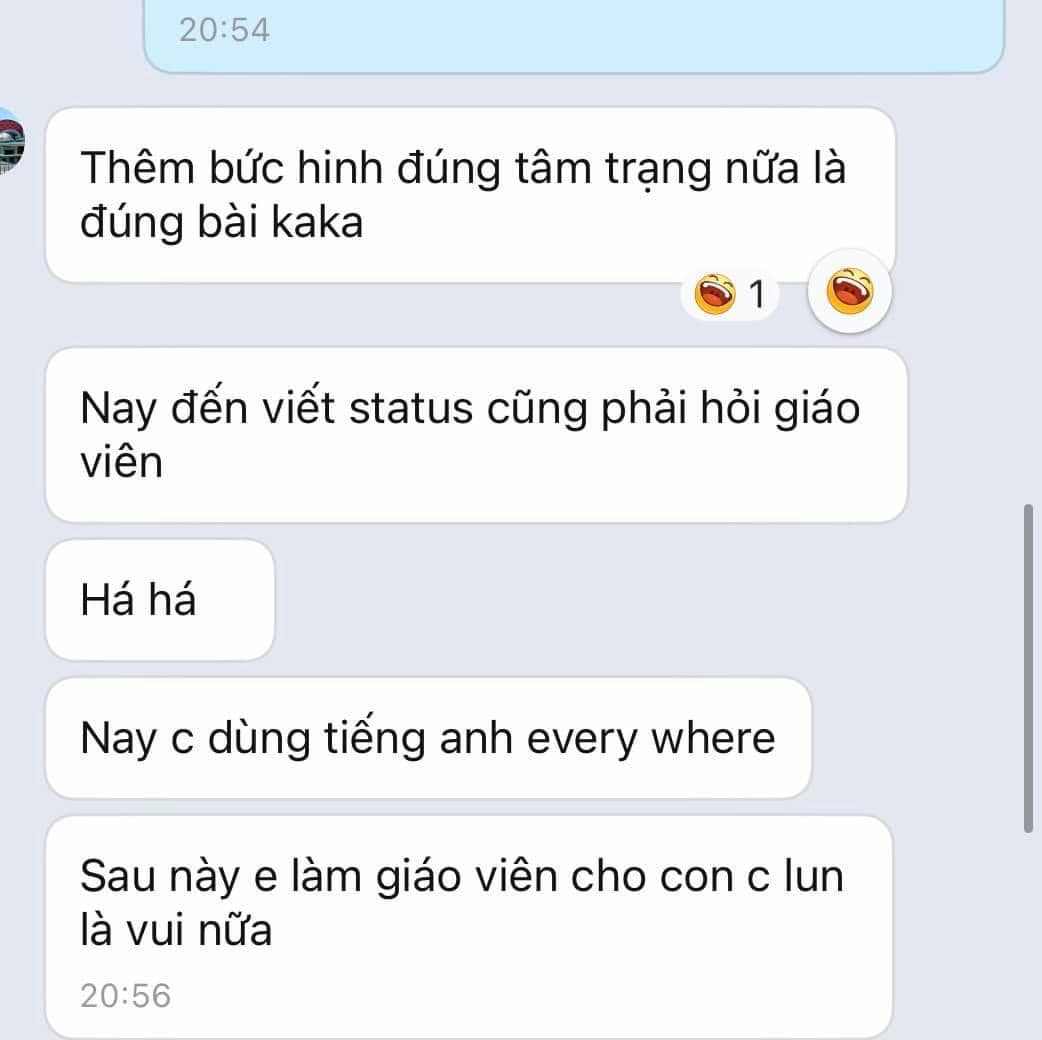 20:54
Thêm bức hinh đúng tâm trạng nữa là
đúng bài kaka
1
Nay đến viết status cũng phải hỏi giáo
viên
Há há
Nay c dùng tiếng anh every where
Sau này e làm giáo viên cho con c lun
là vui nữa
20:56